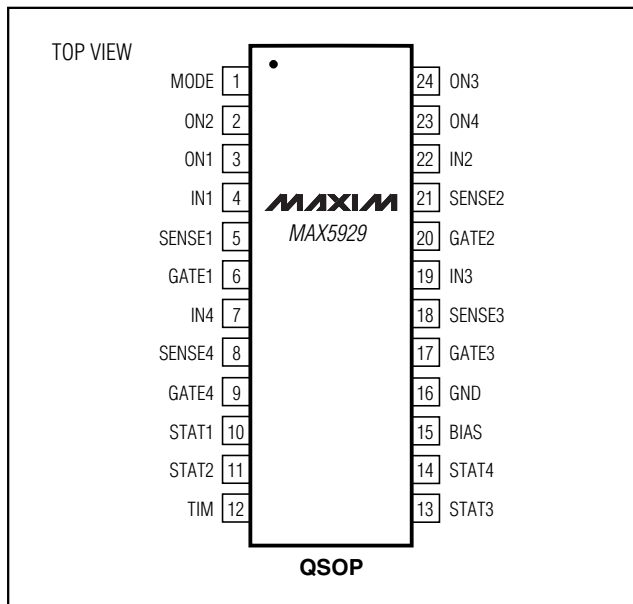 TOP VIEW
MODE 1
ON2 2
ON1 3
IN1 4
SENSE1 5
GATE1 6
IN4 7
SENSE4 8
GATE4 9
STAT1 10
STAT2 11
TIM 12
MAXIM
MAX5929
24 ON3
23 ON4
22 IN2
21 SENSE2
20 GATE2
19 IN3
18 SENSE3
17 GATE3
16 GND
15 BIAS
14 STAT4
13 STAT3
QSOP